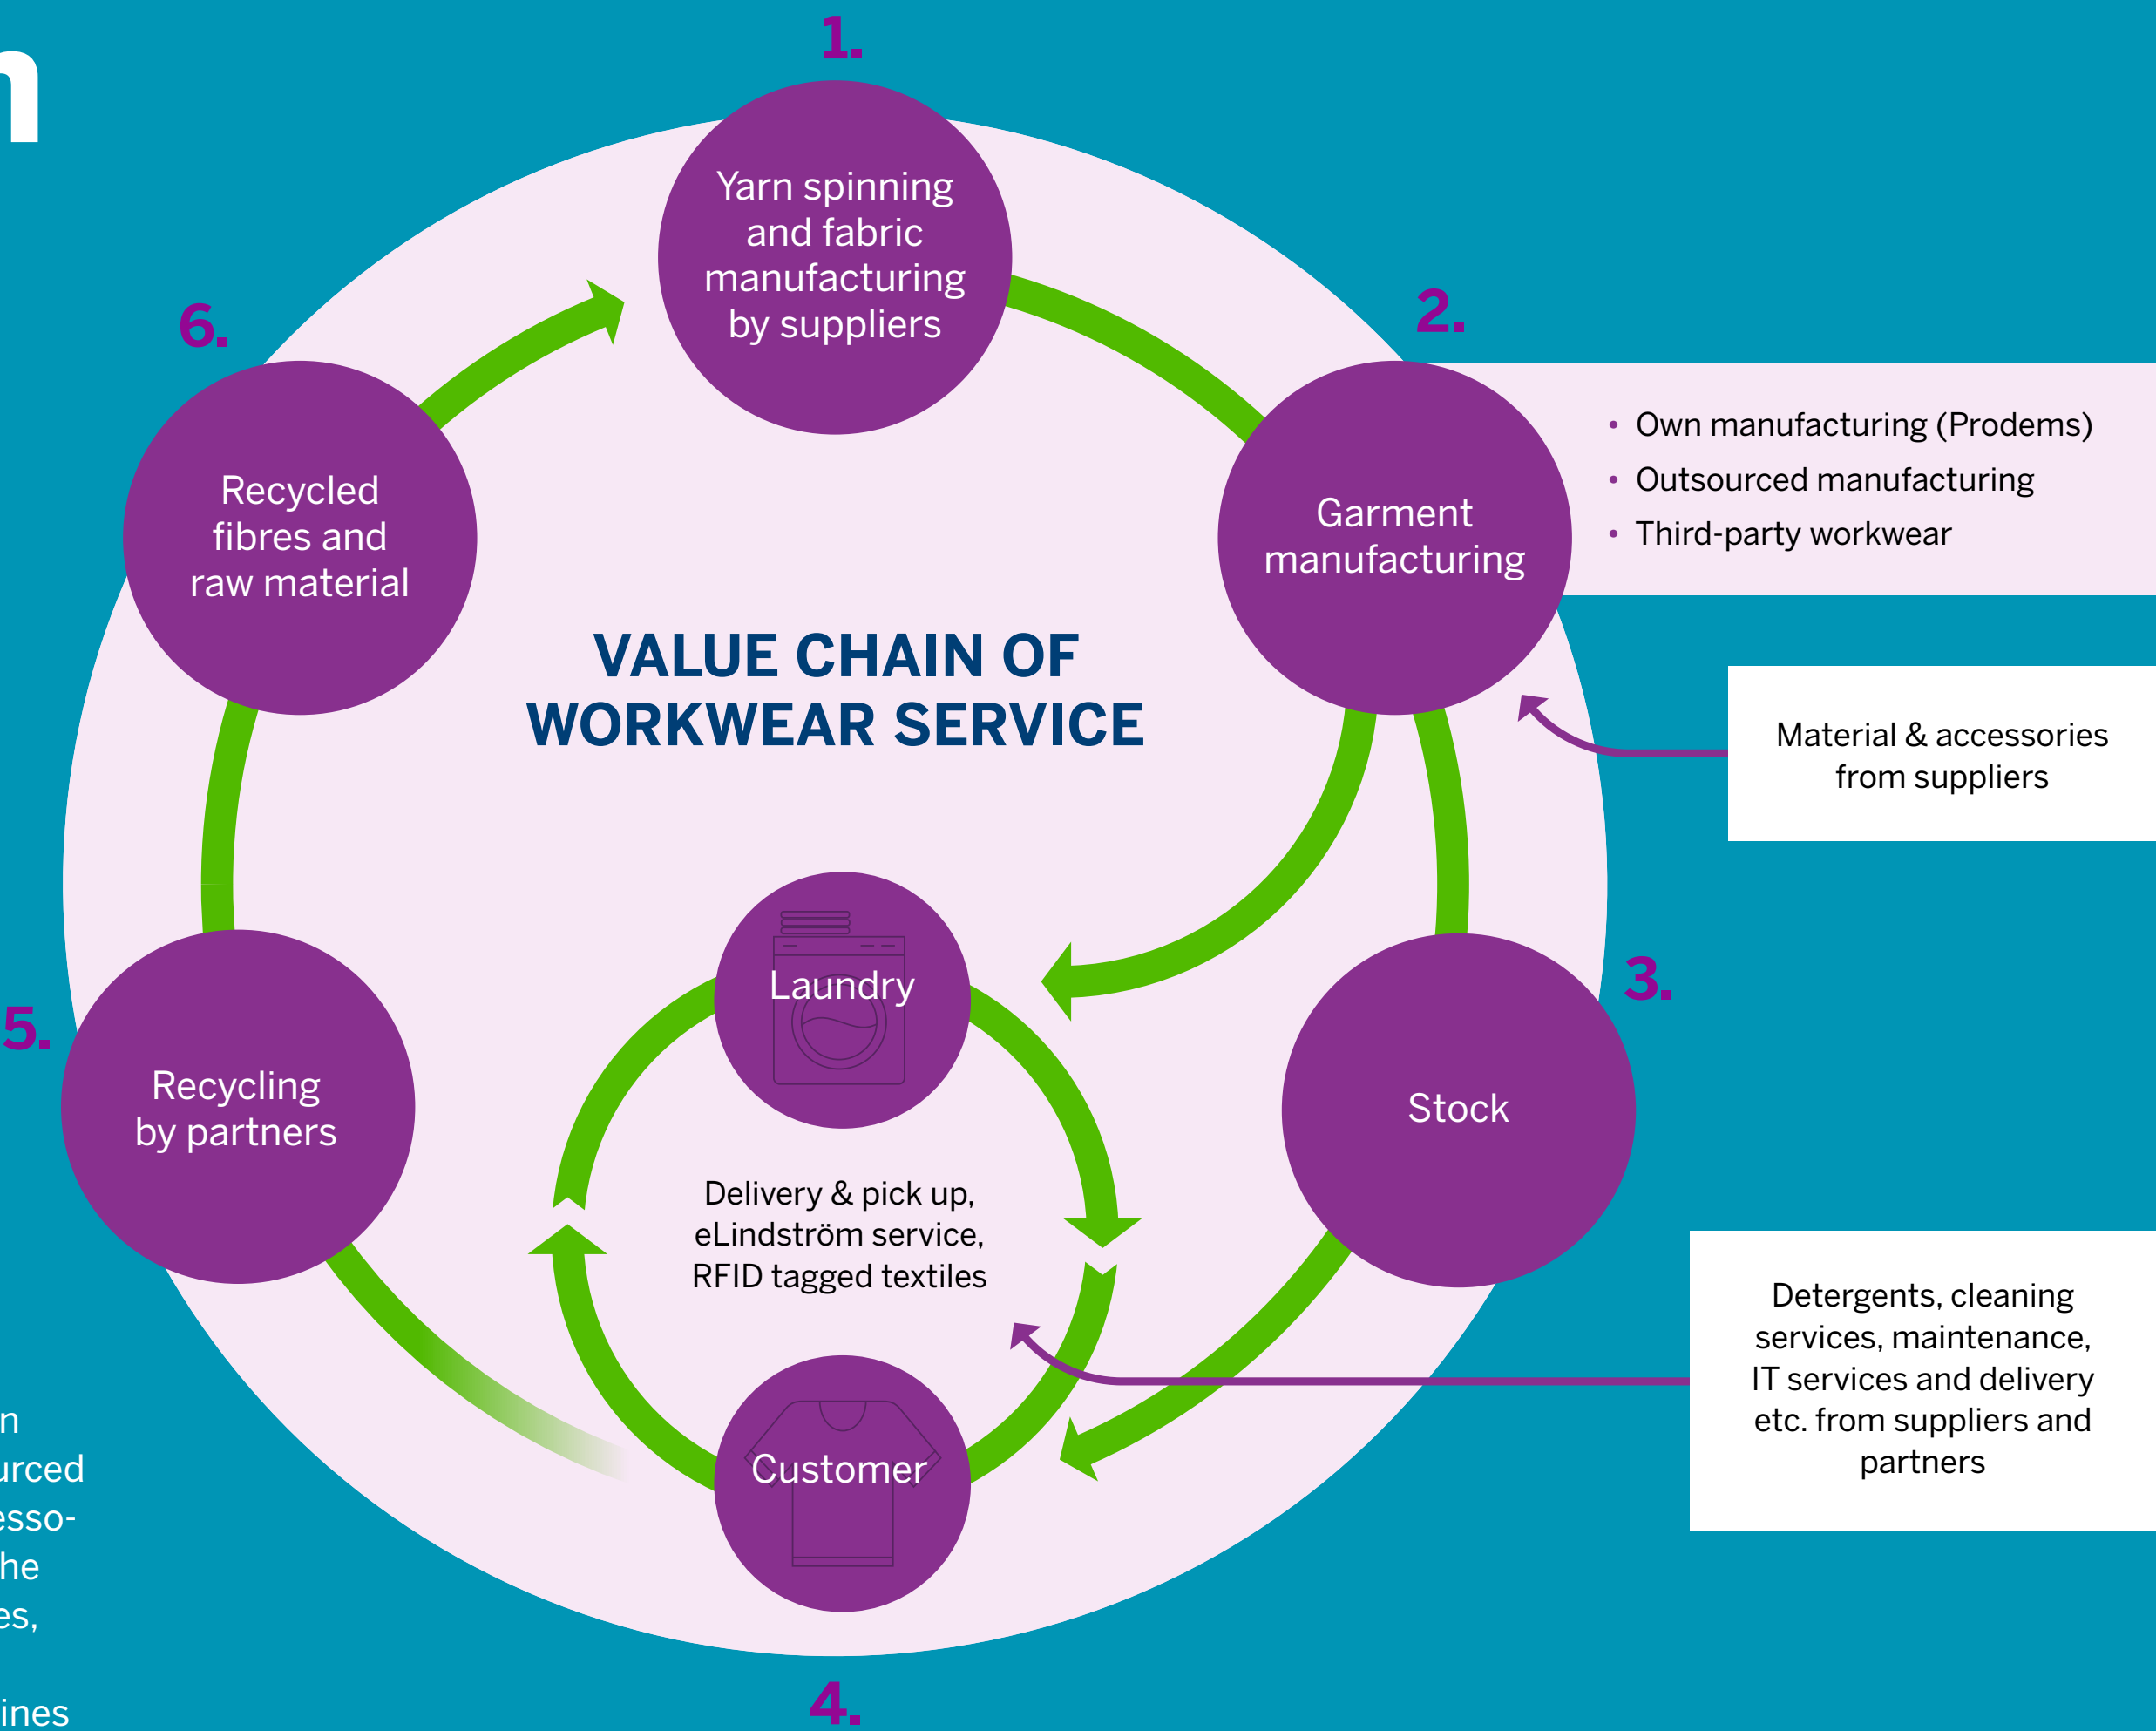 1.
Yarn spinning
and fabric
manufacturing
by suppliers
2.
Garment
manufacturing
• Own manufacturing (Prodems)
• Outsourced manufacturing
• Third-party workwear
Material & accessories
from suppliers
6.
Recycled
fibres and
raw material
VALUE CHAIN OF
WORKWEAR SERVICE
Laundry
3.
Stock
5.
Recycling
by partners
Delivery & pick up,
eLindström service,
RFID tagged textiles
Detergents, cleaning
services, maintenance,
IT services and delivery
etc. from suppliers and
partners
Customer
4.